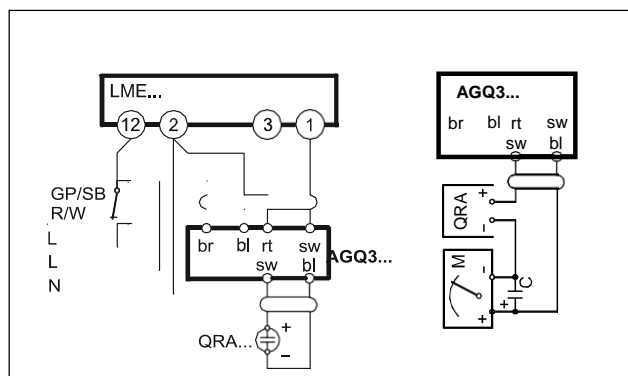 LME...
12 2 3 1
GP/SB
R/W
L
L
N
br bl rt sw
AGQ3...
sw bl
+
QRA...
–
AGQ3...
br bl rt sw
sw bl
+
QRA
-
M
-
C
+
+